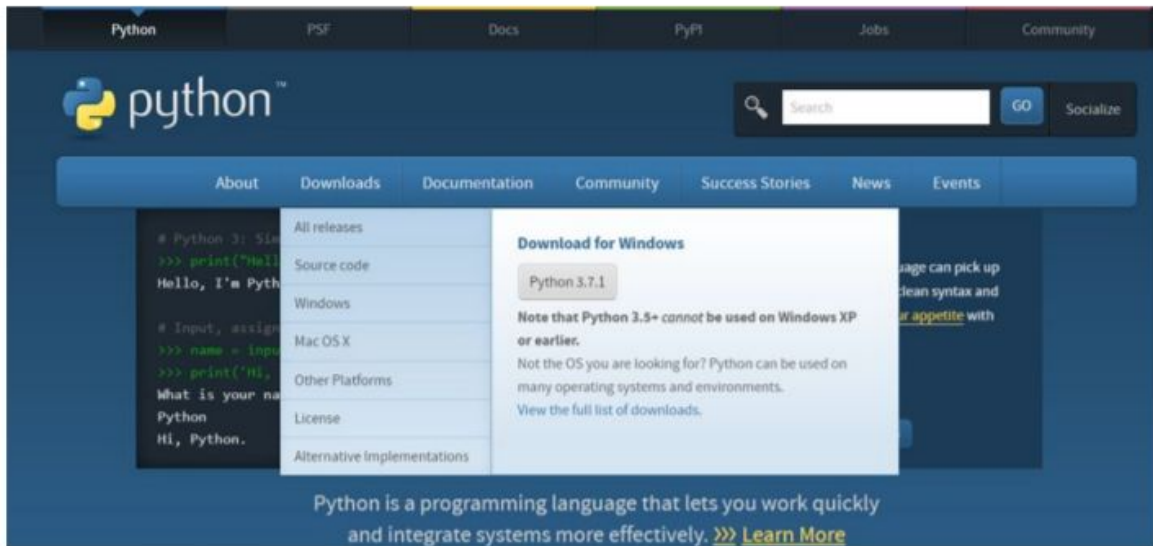 Python PSF Docs PyPI Jobs Community
python™
Search GO Socialize
About Downloads Documentation Community Success Stories News Events
All releases
Source code
Windows
Mac OS X
Other Platforms
License
Alternative Implementations
Download for Windows
Python 3.7.1
Note that Python 3.5+ cannot be used on Windows XP
or earlier.
Not the OS you are looking for? Python can be used on
many operating systems and environments.
View the full list of downloads.
# Python 3: Sim
>>> print("Hell
Hello, I'm Pyth
# Input, assign
>>> name = inpu
>>> print('Hi,
What is your na
Python
Hi, Python.
uage can pick up
clean syntax and
ur appetite with
Python is a programming language that lets you work quickly
and integrate systems more effectively. >>> Learn More